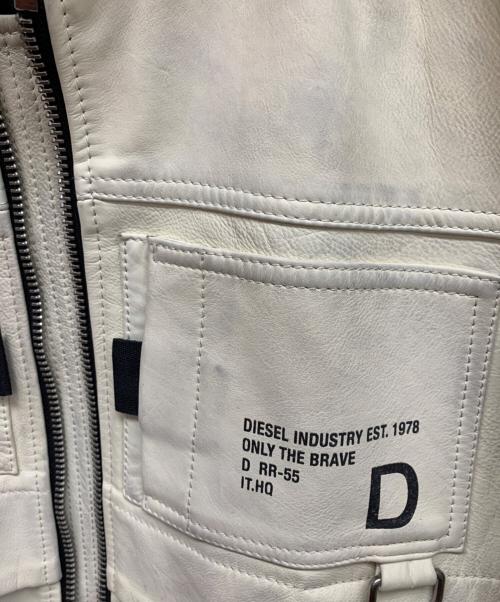 DIESEL INDUSTRY EST. 1978
ONLY THE BRAVE
D RR-55
IT.HQ
D